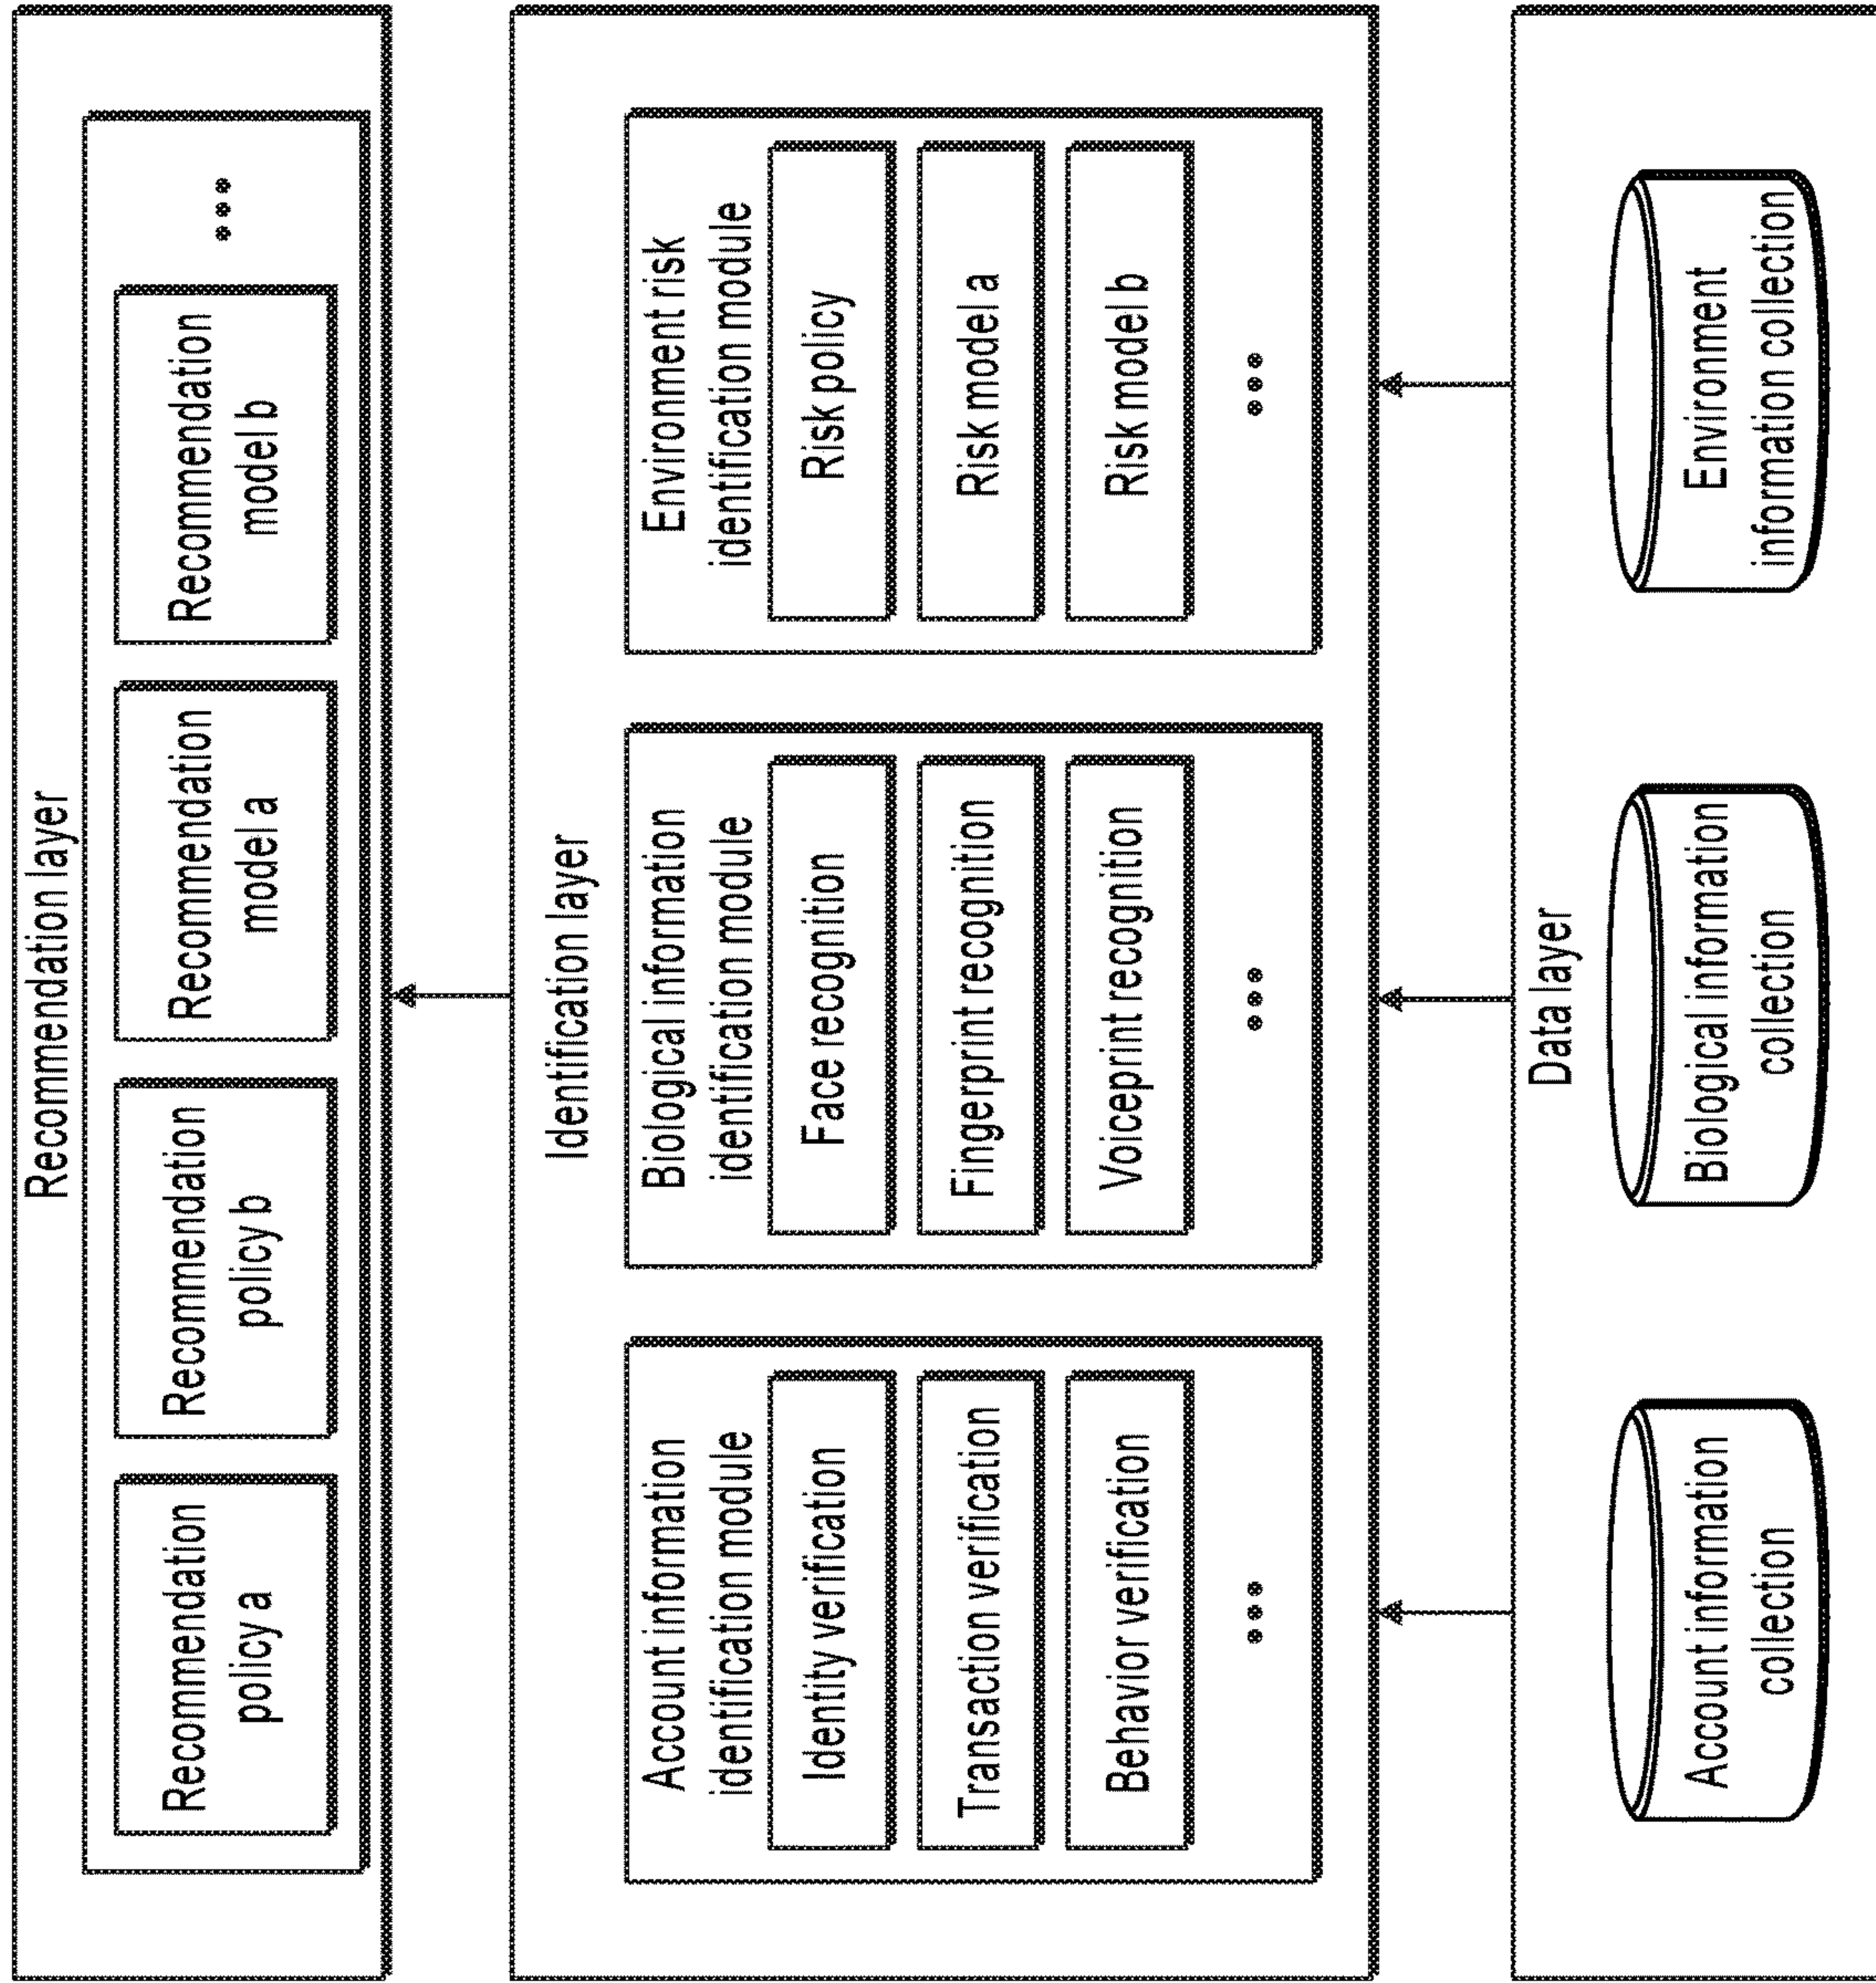 Recommendation layer
Recommendation
policy a
Recommendation
policy b
Recommendation
model a
Recommendation
model b
...
Identification layer
Account information
identification module
Identity verification
Transaction verification
Behavior verification
...
Biological information
identification module
Face recognition
Fingerprint recognition
Voiceprint recognition
...
Environment risk
identification module
Risk policy
Risk model a
Risk model b
...
Data layer
Account information
collection
Biological information
collection
Environment
information collection